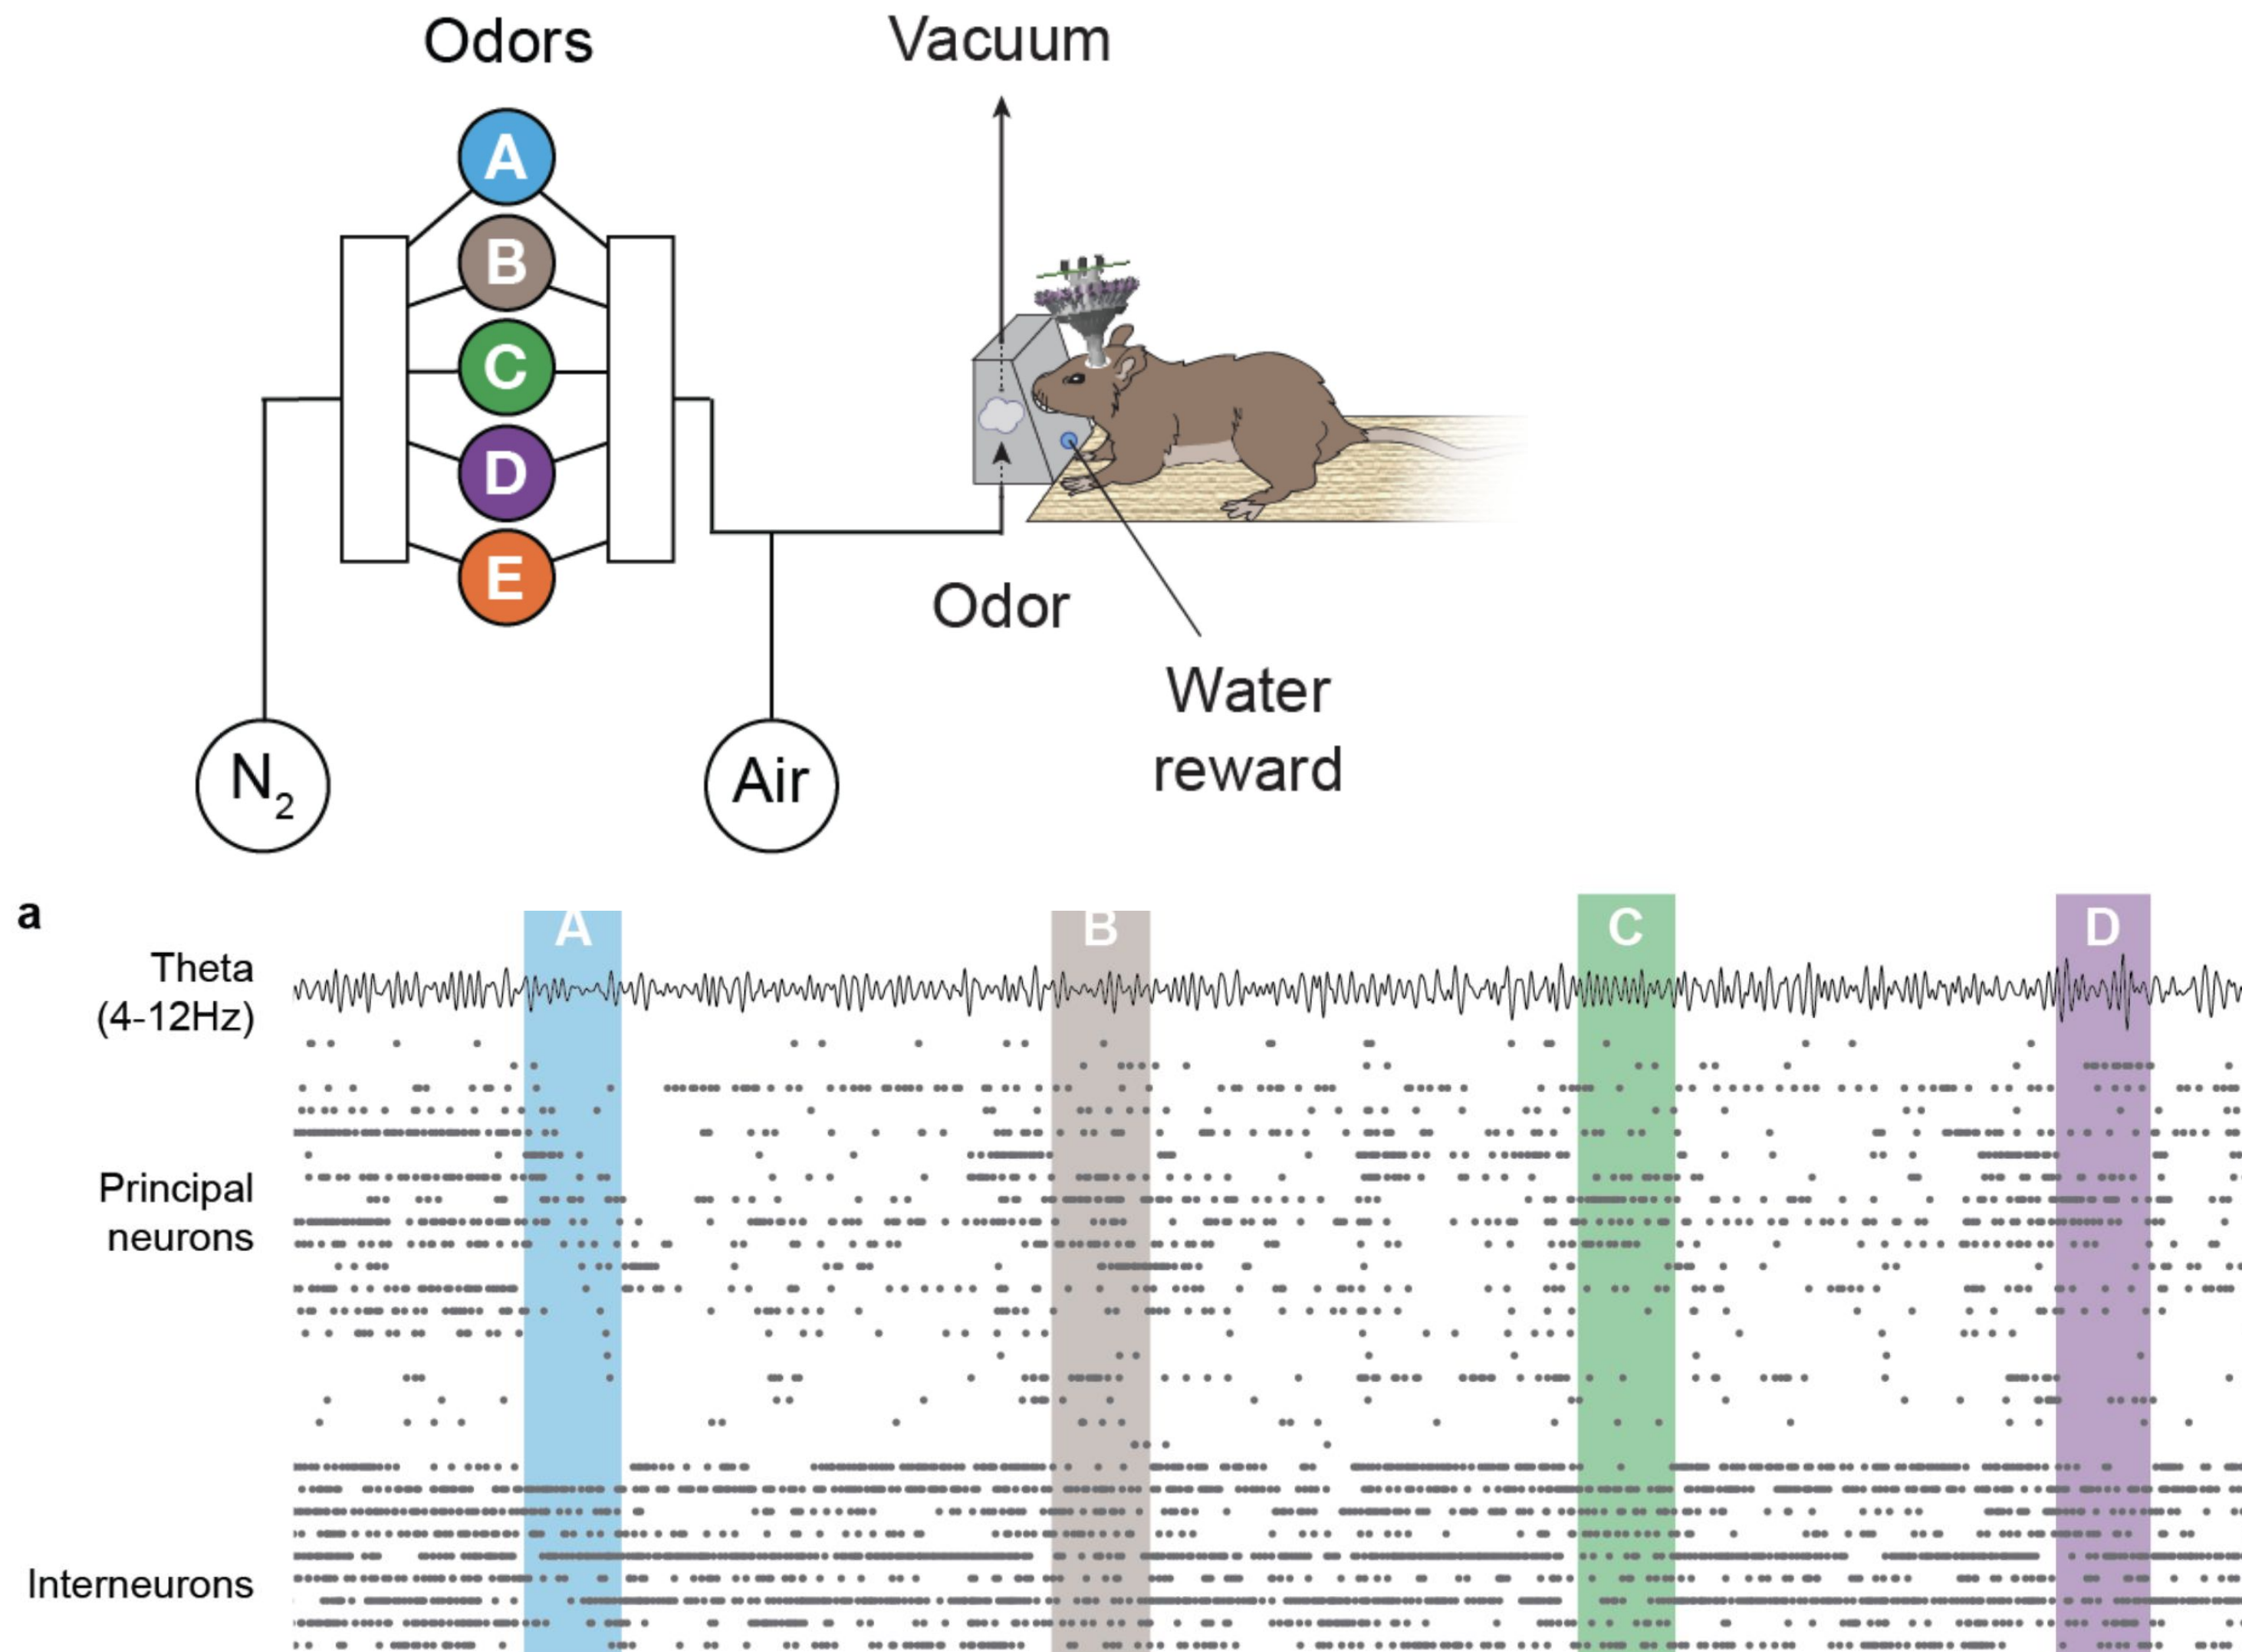 Odors
Vacuum
A
B
C
D
E
Odor
Water
reward
N₂
Air
a
A
B
C
D
Theta
(4-12Hz)
Principal
neurons
Interneurons